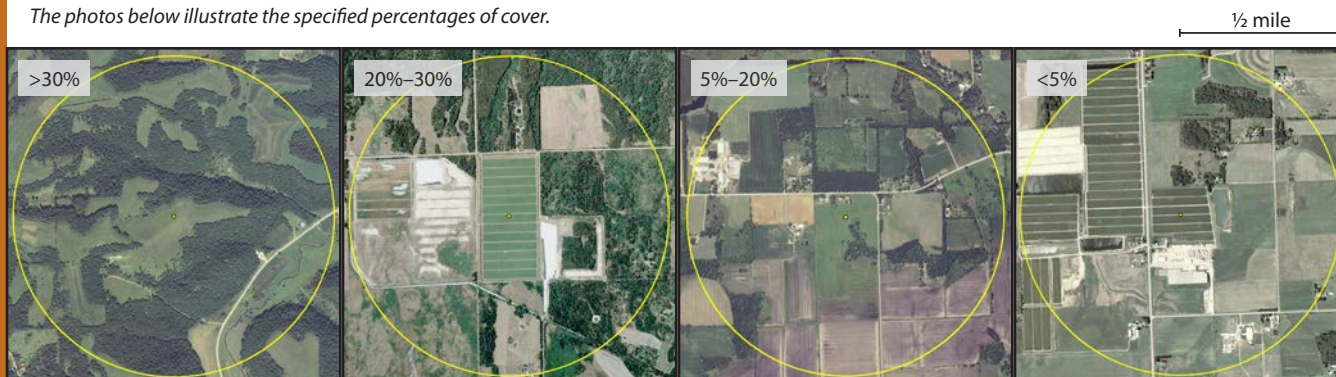 The photos below illustrate the specified percentages of cover.
½ mile
>30%
20%–30%
5%–20%
<5%